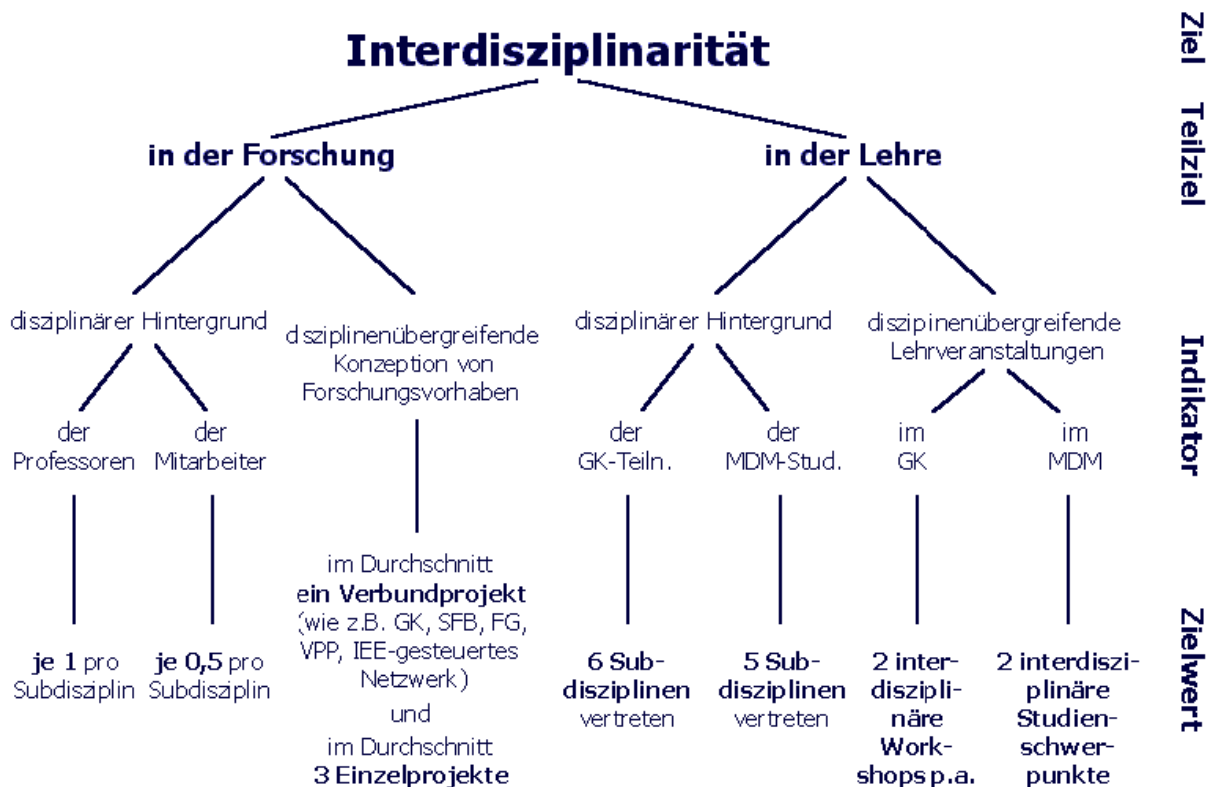 Interdisziplinarität
Ziel
Teilziel
in der Forschung
in der Lehre
disziplinärer Hintergrund
dsziplinenübergreifende
Konzeption von
Forschungsvorhaben
disziplinärer Hintergrund
diszipinenübergreifende
Lehrveranstaltungen
Indikator
der
Professoren
der
Mitarbeiter
der
GK-Teiln.
der
MDM-Stud.
im
GK
im
MDM
Zielwert
je 1 pro
Subdisziplin
je 0,5 pro
Subdisziplin
im Durchschnitt
ein Verbundprojekt
(wie z.B. GK, SFB, FG,
VPP, IEE-gesteuertes
Netzwerk)
und
im Durchschnitt
3 Einzelprojekte
6 Sub-
disziplinen
vertreten
5 Sub-
disziplinen
vertreten
2 inter-
diszipli-
näre
Work-
shops p.a.
2 interdiszi-
plinäre
Studien-
schwer-
punkte